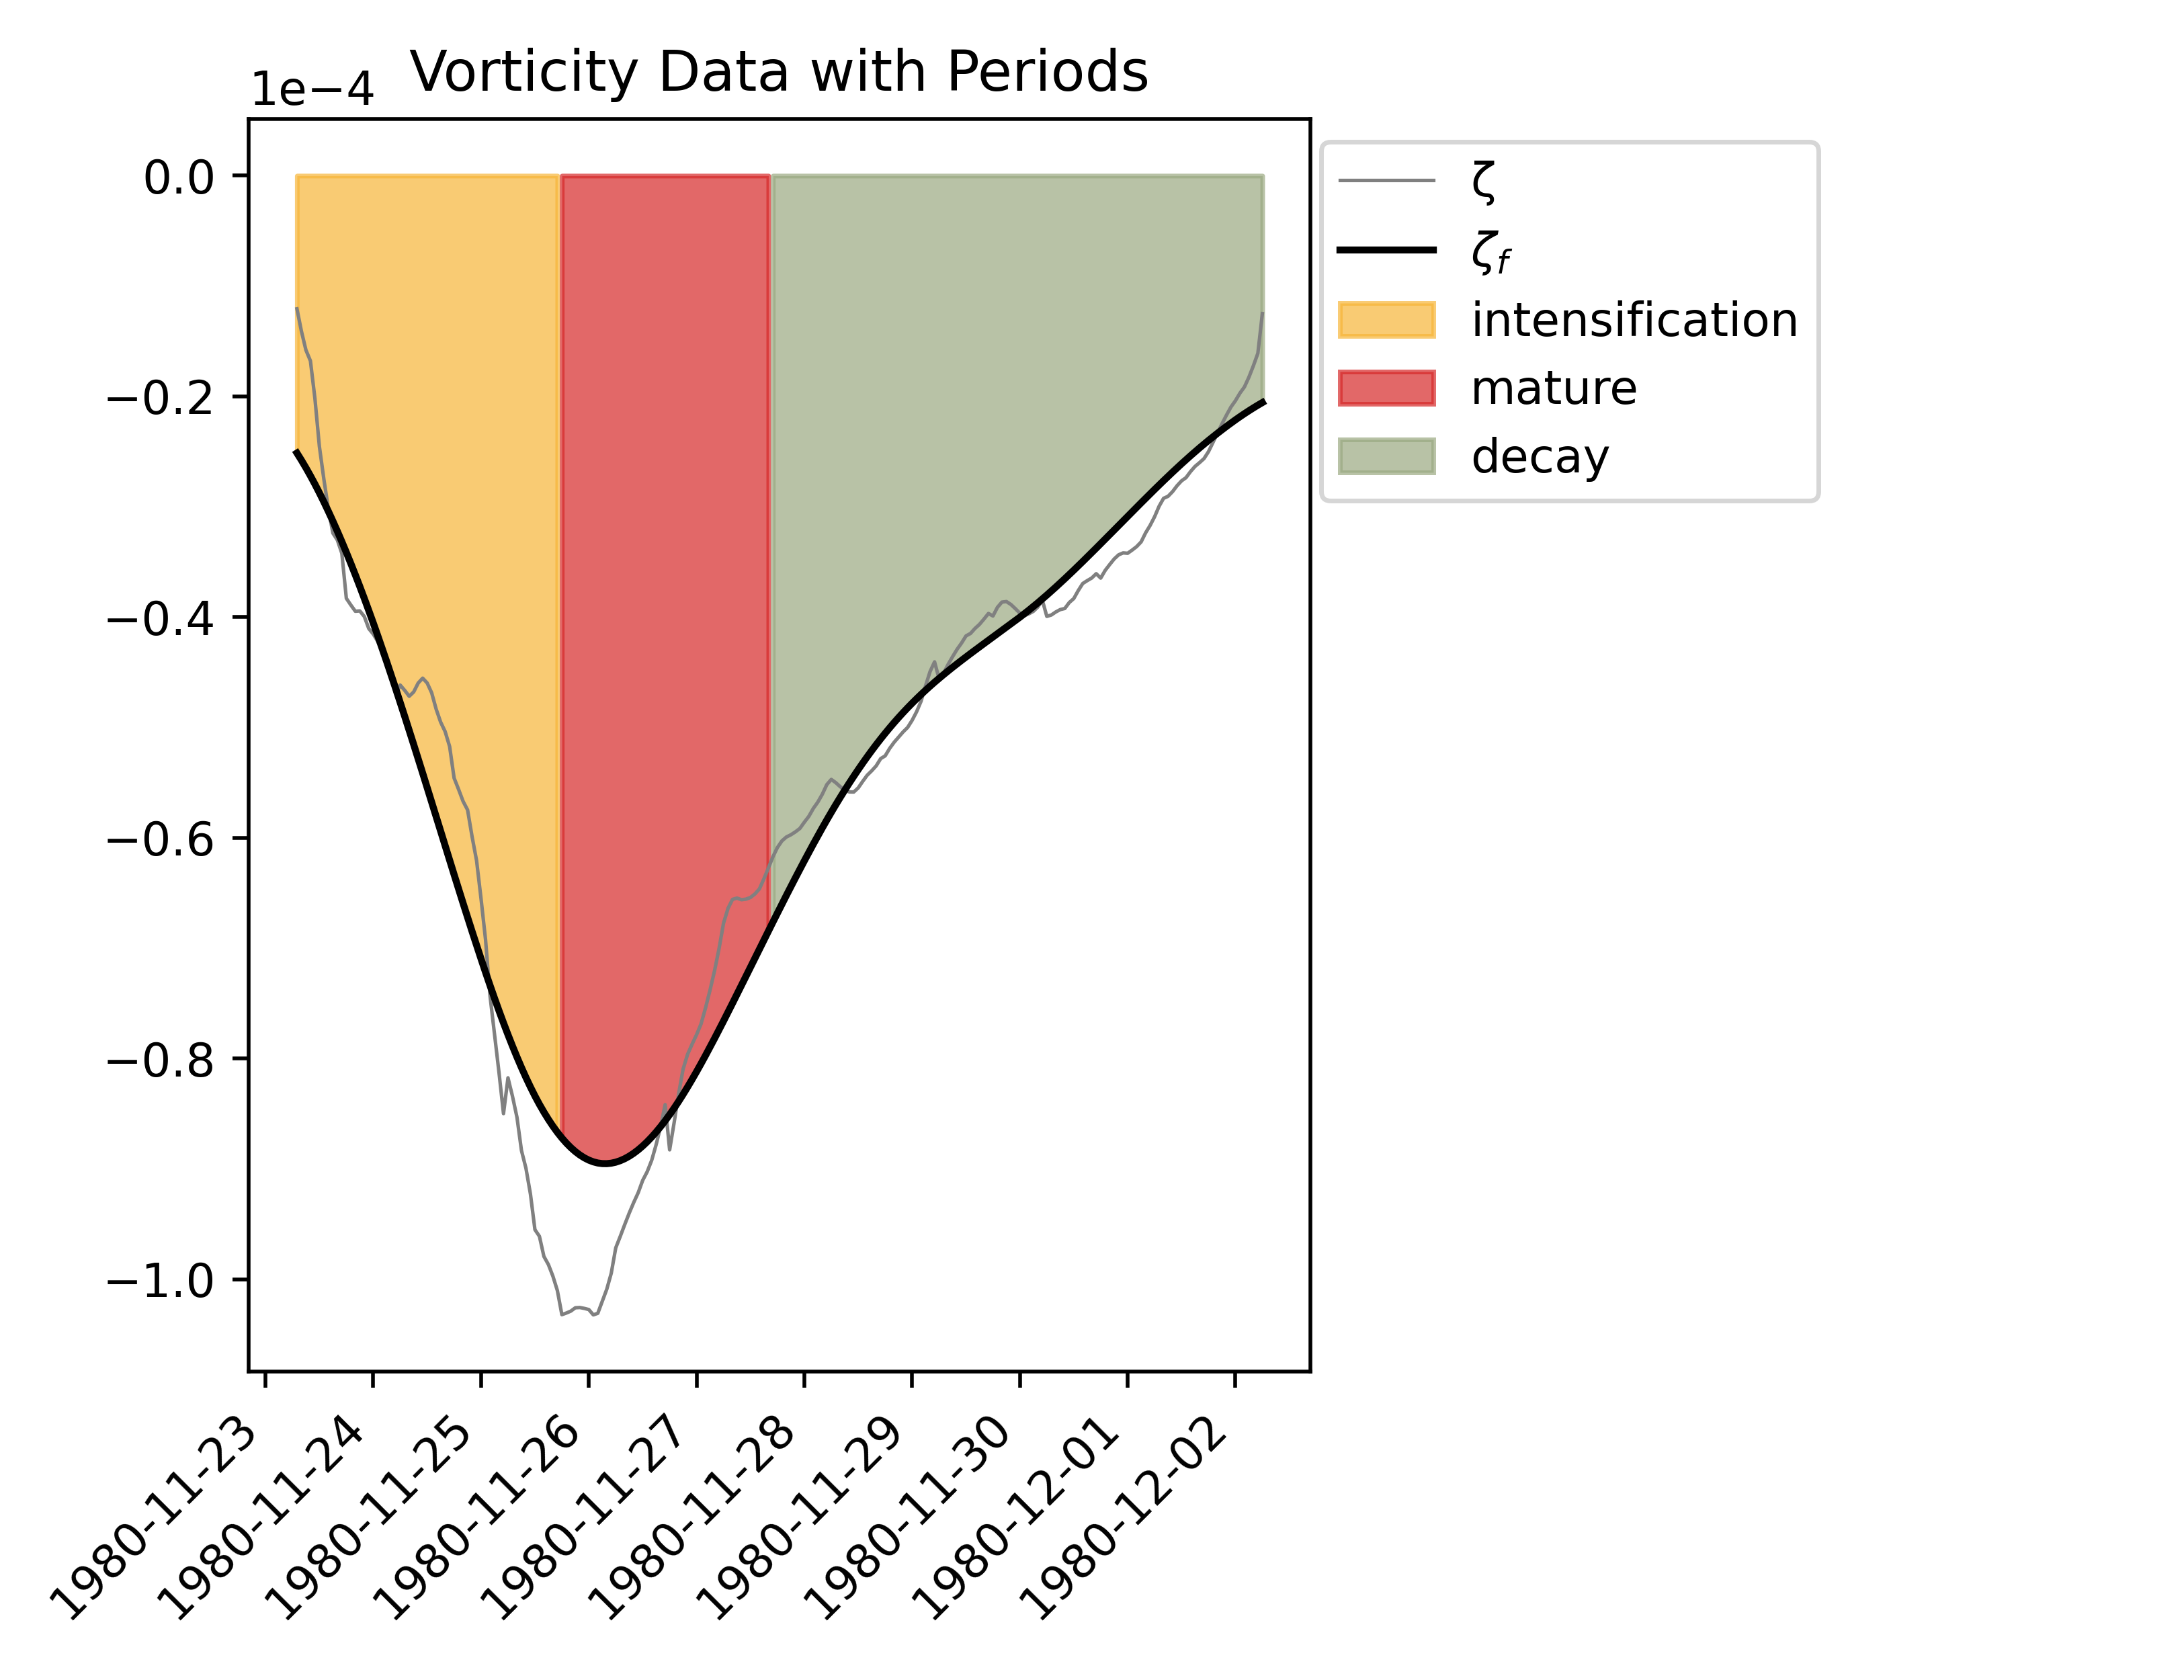 Vorticity Data with Periods
1e−4
0.0
−0.2
−0.4
−0.6
−0.8
−1.0
1980-11-23
1980-11-24
1980-11-25
1980-11-26
1980-11-27
1980-11-28
1980-11-29
1980-11-30
1980-12-01
1980-12-02
ζ
ζf
intensification
mature
decay